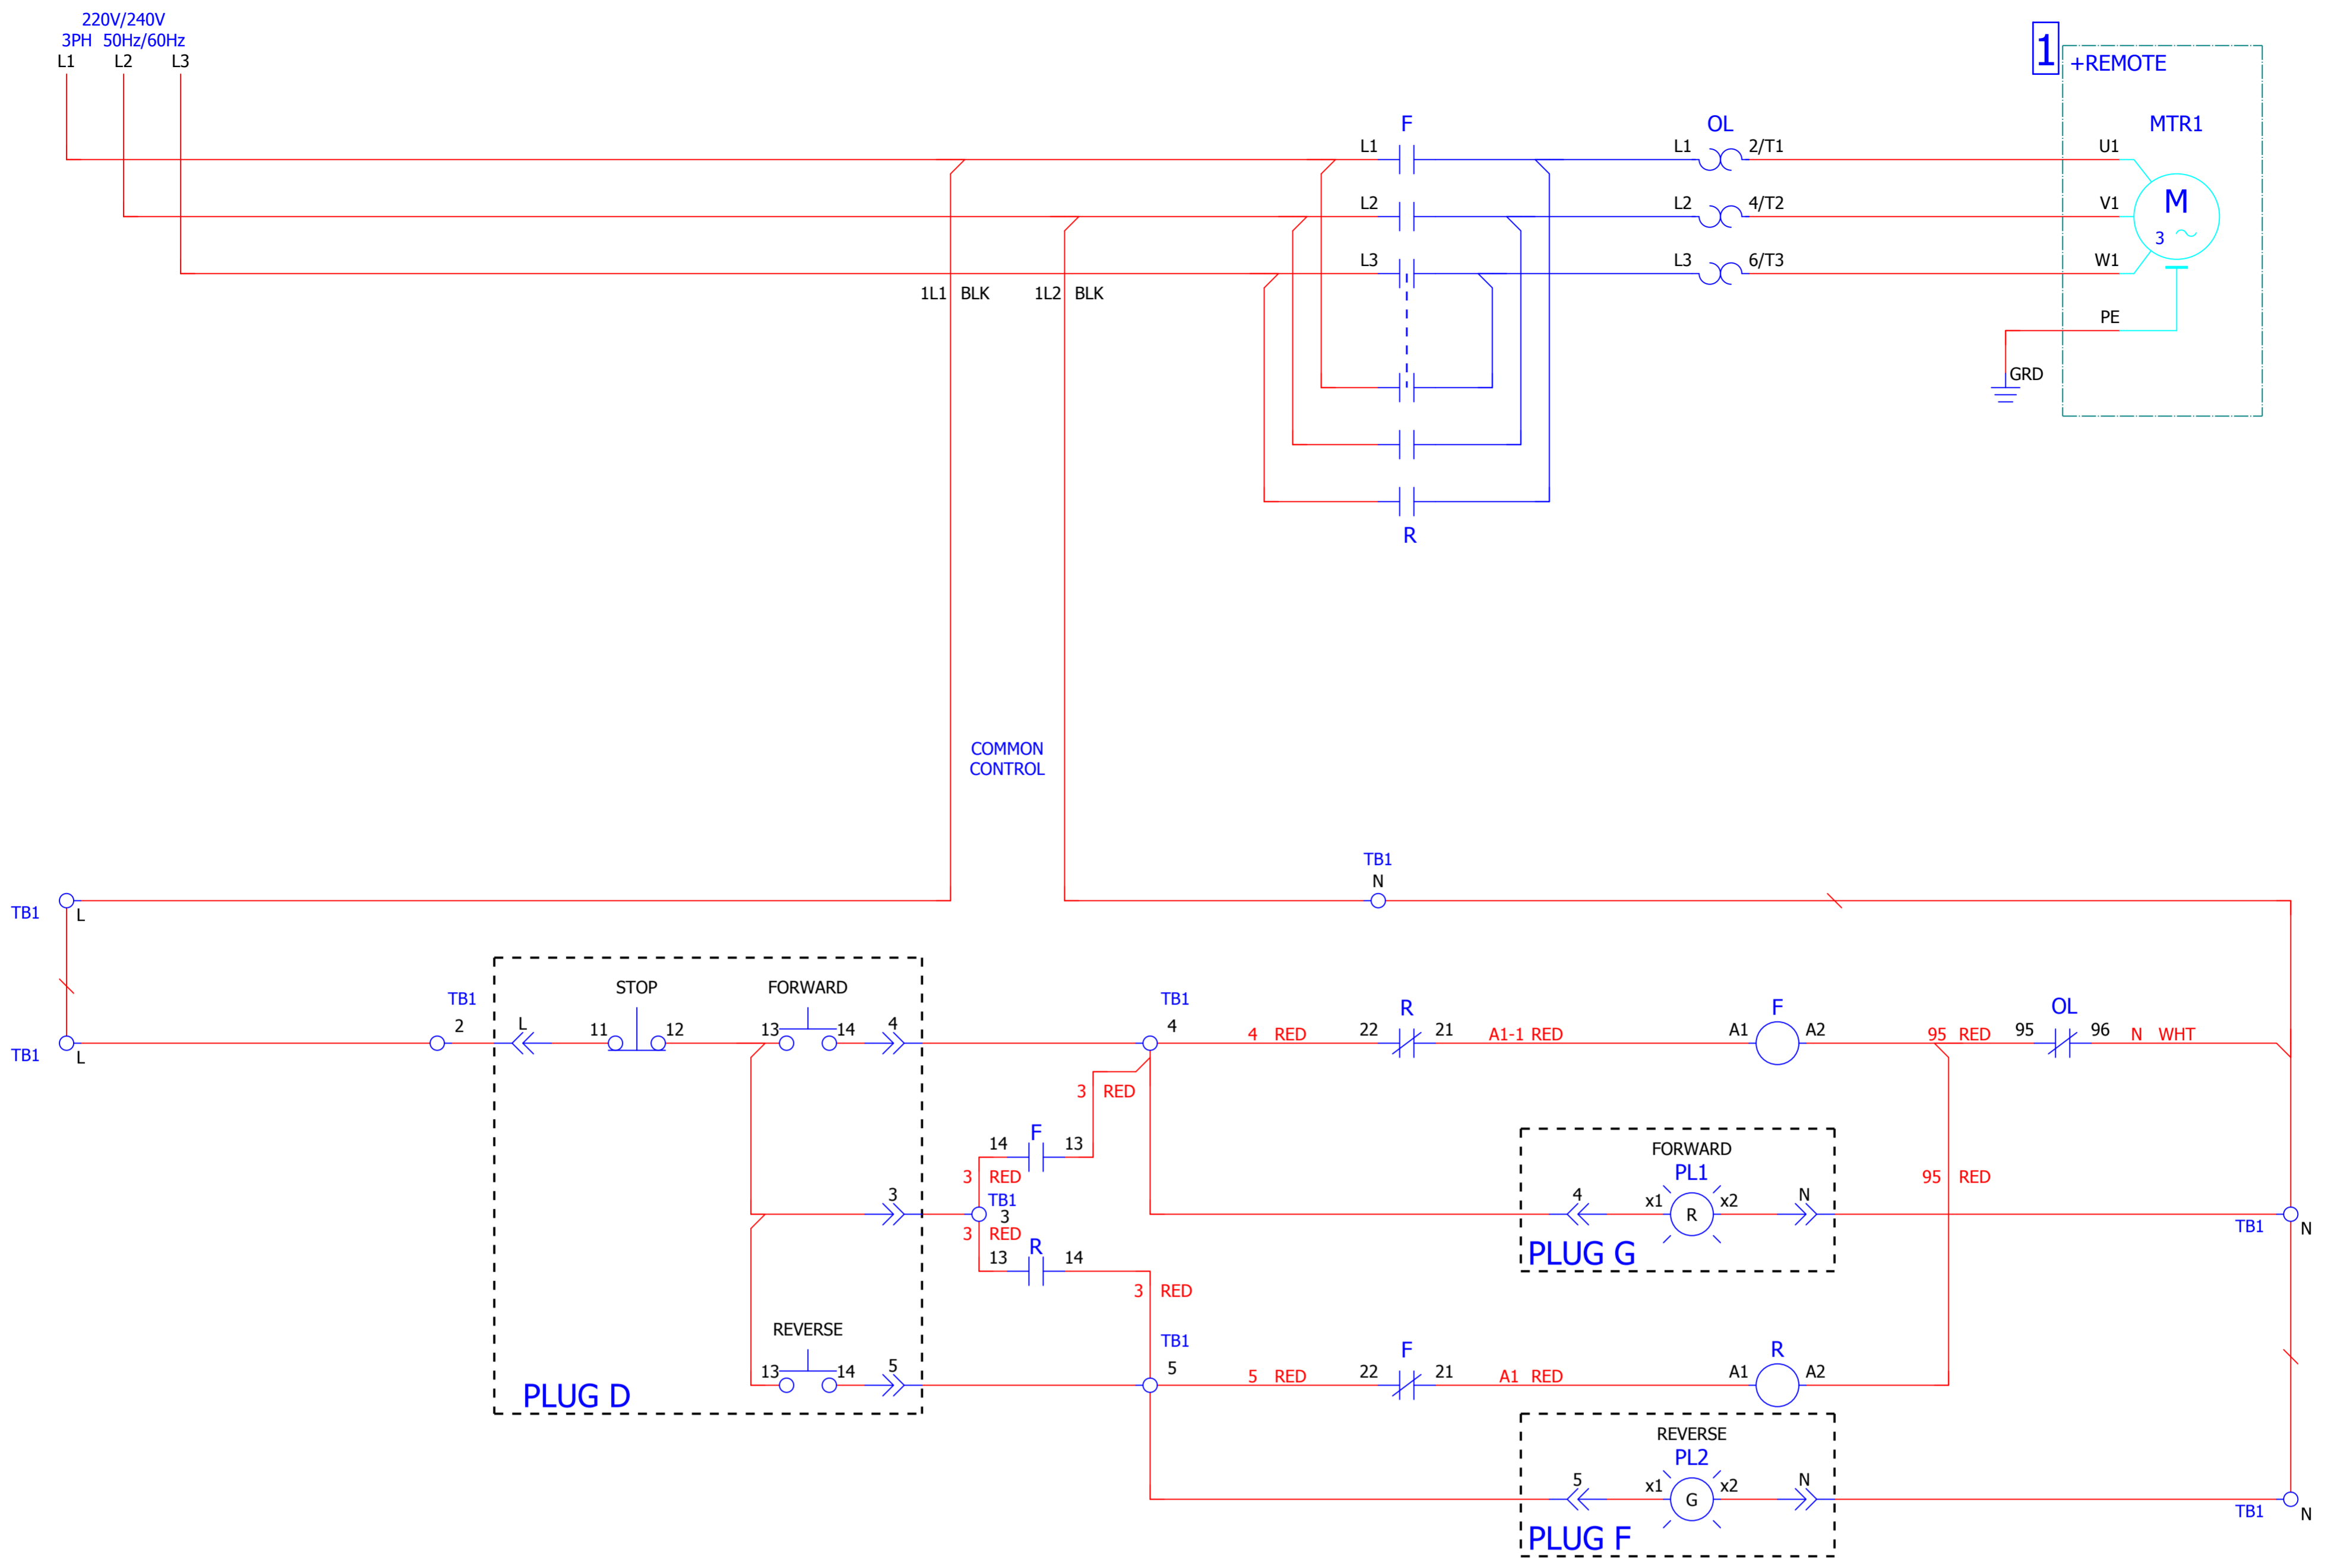 220V/240V
3PH 50Hz/60Hz
L1 L2 L3
1
+REMOTE
F
OL
MTR1
L1
L1
2/T1
U1
L2
L2
4/T2
V1
M
3
L3
L3
6/T3
W1
1L1 BLK
1L2 BLK
PE
GRD
R
COMMON
CONTROL
TB1
N
TB1
L
STOP
FORWARD
TB1
2
L
11
12
13
14
4
TB1
4
4 RED
R
22
21
A1-1 RED
F
A1
A2
95 RED
OL
95
96
N WHT
TB1
L
3 RED
F
14
13
3 RED
3
TB1
3
3 RED
R
13
14
3 RED
FORWARD
PL1
4
x1
R
x2
N
PLUG G
95 RED
TB1
N
REVERSE
13
14
5
PLUG D
TB1
5
5 RED
F
22
21
A1 RED
R
A1
A2
REVERSE
PL2
5
x1
G
x2
N
PLUG F
TB1
N